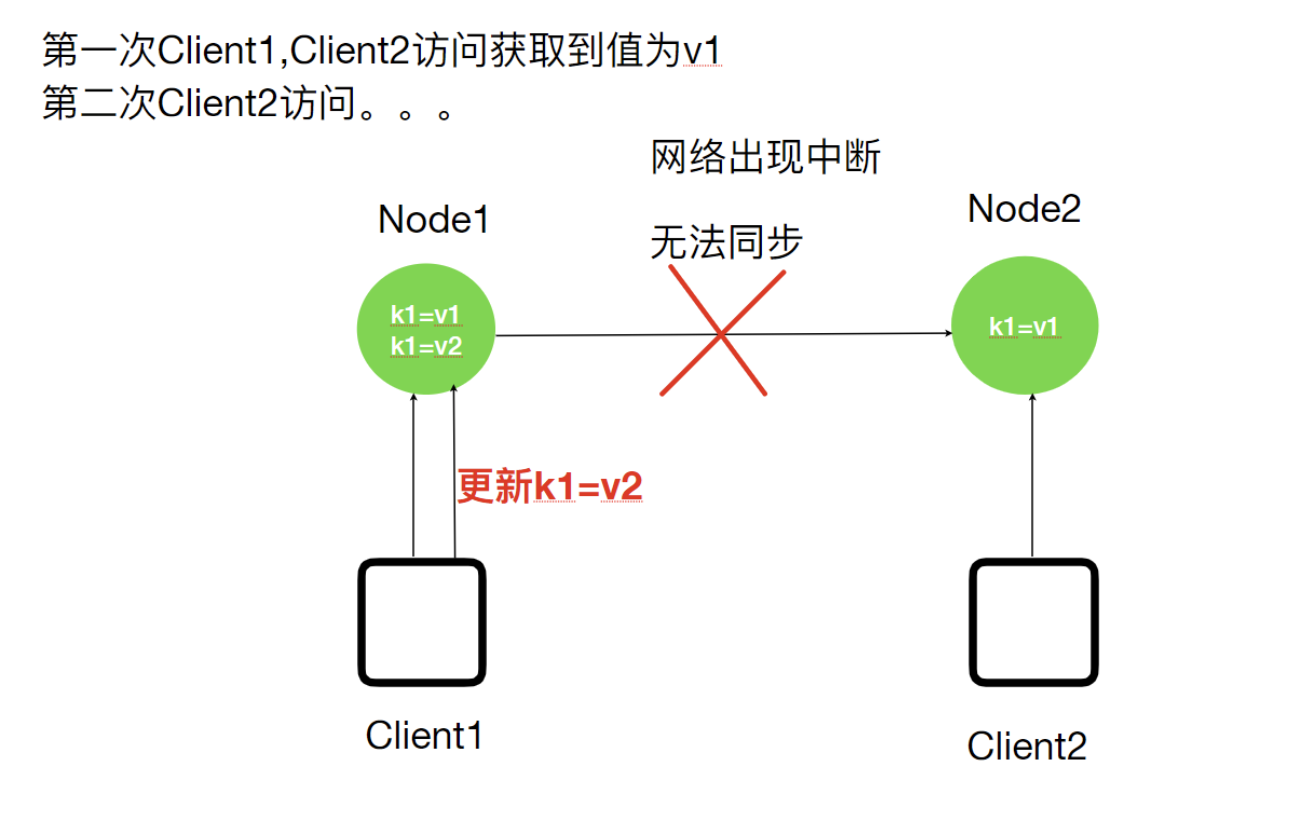 第一次Client1,Client2访问获取到值为v1
第二次Client2访问。。。
网络出现中断
无法同步
Node1
Node2
k1=v1
k1=v2
k1=v1
更新k1=v2
Client1
Client2